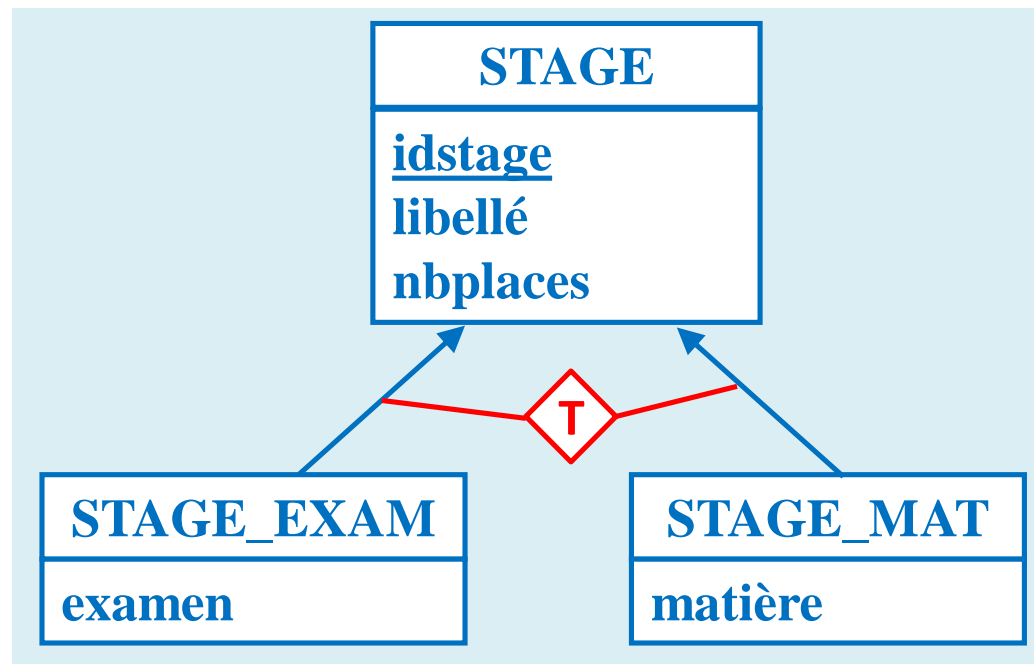 STAGE
idstage
libellé
nbplaces
T
STAGE_EXAM
examen
STAGE_MAT
matière